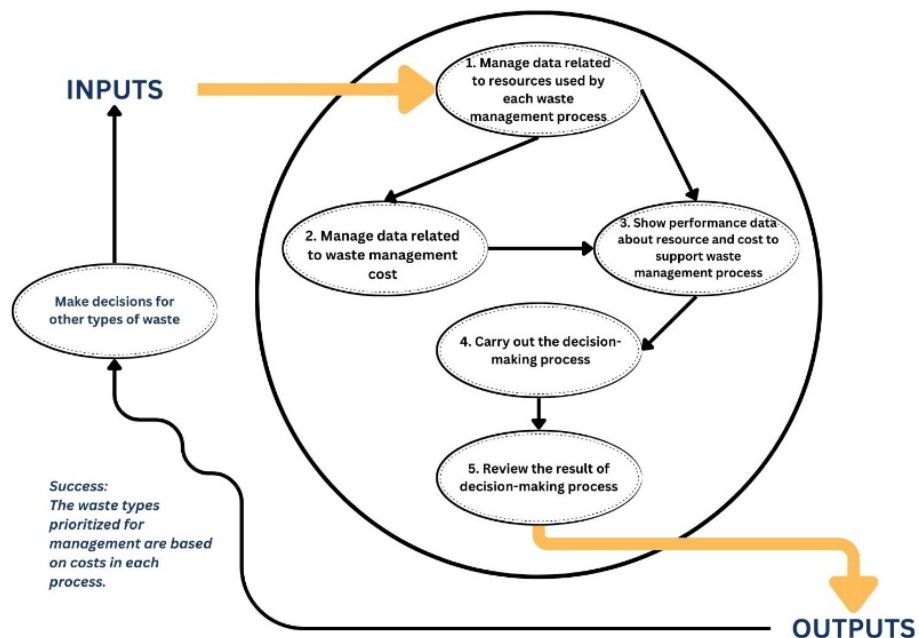 INPUTS
1. Manage data related
to resources used by
each waste
management process
2. Manage data related
to waste management
cost
3. Show performance data
about resource and cost to
support waste
management process
Make decisions for
other types of waste
4. Carry out the decision-
making process
5. Review the result of
decision-making process
Success:
The waste types
prioritized for
management are based
on costs in each
process.
OUTPUTS